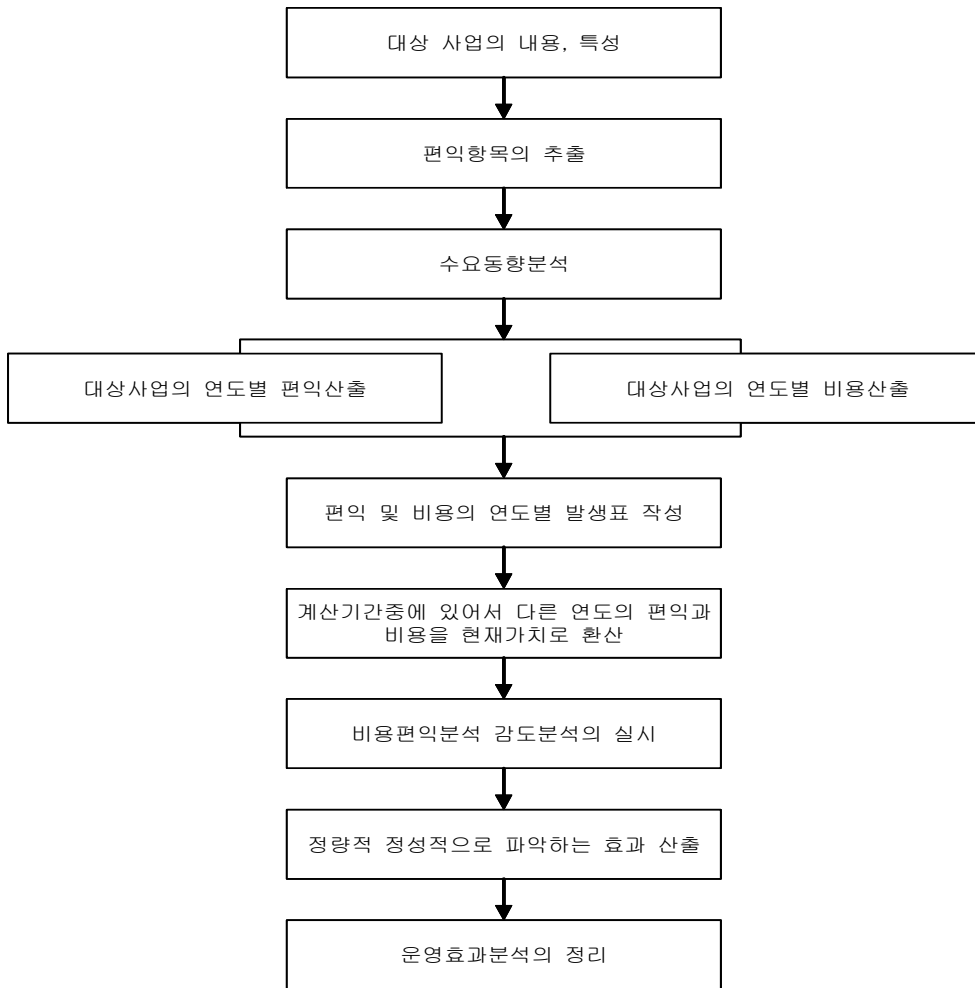 대상 사업의 내용, 특성
편익항목의 추출
수요동향분석
대상사업의 연도별 편익산출
대상사업의 연도별 비용산출
편익 및 비용의 연도별 발생표 작성
계산기간중에 있어서 다른 연도의 편익과
비용을 현재가치로 환산
비용편익분석 감도분석의 실시
정량적 정성적으로 파악하는 효과 산출
운영효과분석의 정리